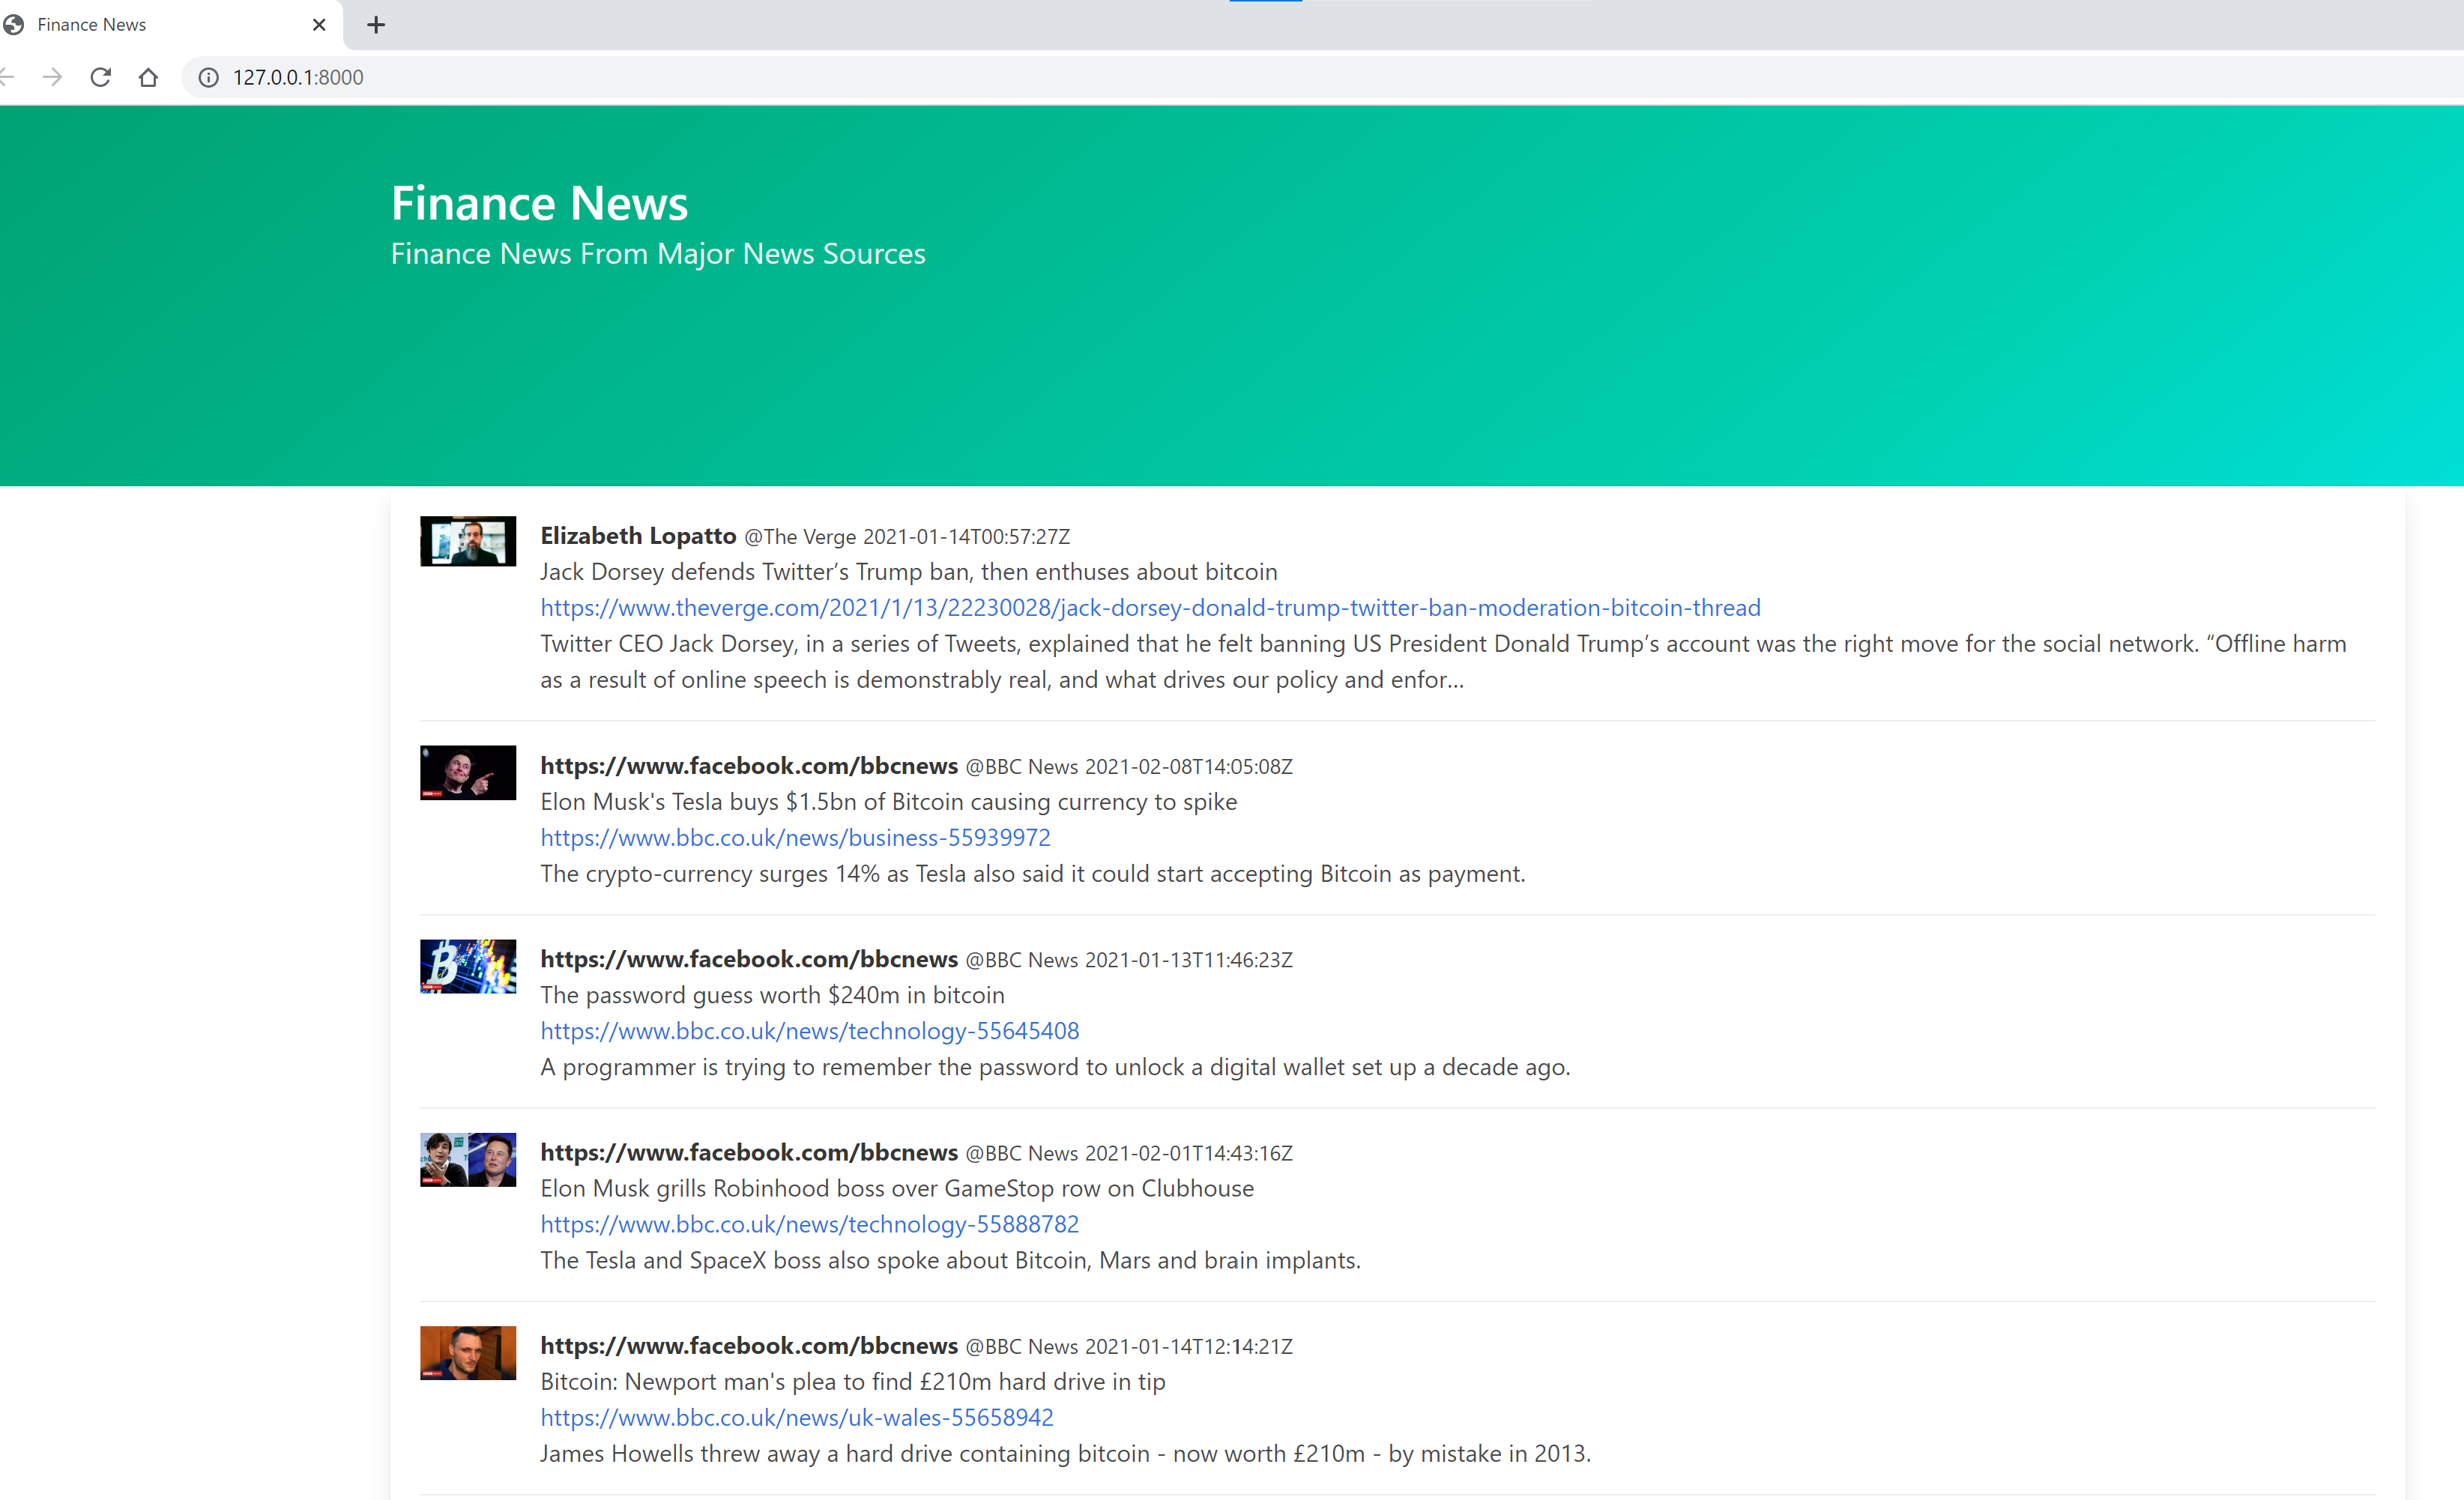 Finance News
127.0.0.1:8000
Finance News
Finance News From Major News Sources
Elizabeth Lopatto @The Verge 2021-01-14T00:57:27Z
Jack Dorsey defends Twitter’s Trump ban, then enthuses about bitcoin
https://www.theverge.com/2021/1/13/22230028/jack-dorsey-donald-trump-twitter-ban-moderation-bitcoin-thread
Twitter CEO Jack Dorsey, in a series of Tweets, explained that he felt banning US President Donald Trump’s account was the right move for the social network. “Offline harm
as a result of online speech is demonstrably real, and what drives our policy and enfor…
https://www.facebook.com/bbcnews @BBC News 2021-02-08T14:05:08Z
Elon Musk's Tesla buys $1.5bn of Bitcoin causing currency to spike
https://www.bbc.co.uk/news/business-55939972
The crypto-currency surges 14% as Tesla also said it could start accepting Bitcoin as payment.
https://www.facebook.com/bbcnews @BBC News 2021-01-13T11:46:23Z
The password guess worth $240m in bitcoin
https://www.bbc.co.uk/news/technology-55645408
A programmer is trying to remember the password to unlock a digital wallet set up a decade ago.
https://www.facebook.com/bbcnews @BBC News 2021-02-01T14:43:16Z
Elon Musk grills Robinhood boss over GameStop row on Clubhouse
https://www.bbc.co.uk/news/technology-55888782
The Tesla and SpaceX boss also spoke about Bitcoin, Mars and brain implants.
https://www.facebook.com/bbcnews @BBC News 2021-01-14T12:14:21Z
Bitcoin: Newport man's plea to find £210m hard drive in tip
https://www.bbc.co.uk/news/uk-wales-55658942
James Howells threw away a hard drive containing bitcoin - now worth £210m - by mistake in 2013.